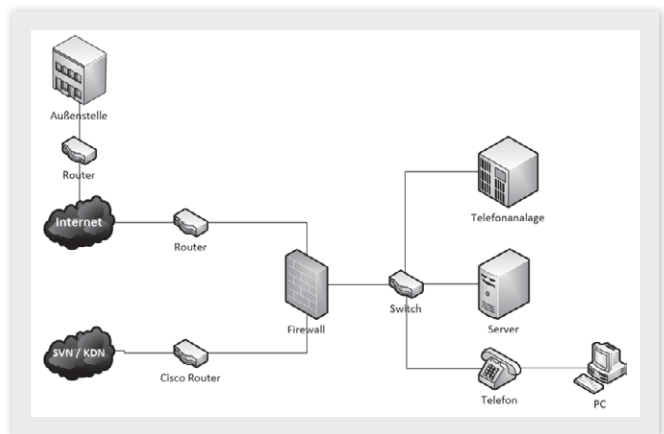 Außenstelle
Router
Internet
Router
Telefonanalage
Firewall
Switch
Server
SVN / KDN
Cisco Router
Telefon
PC